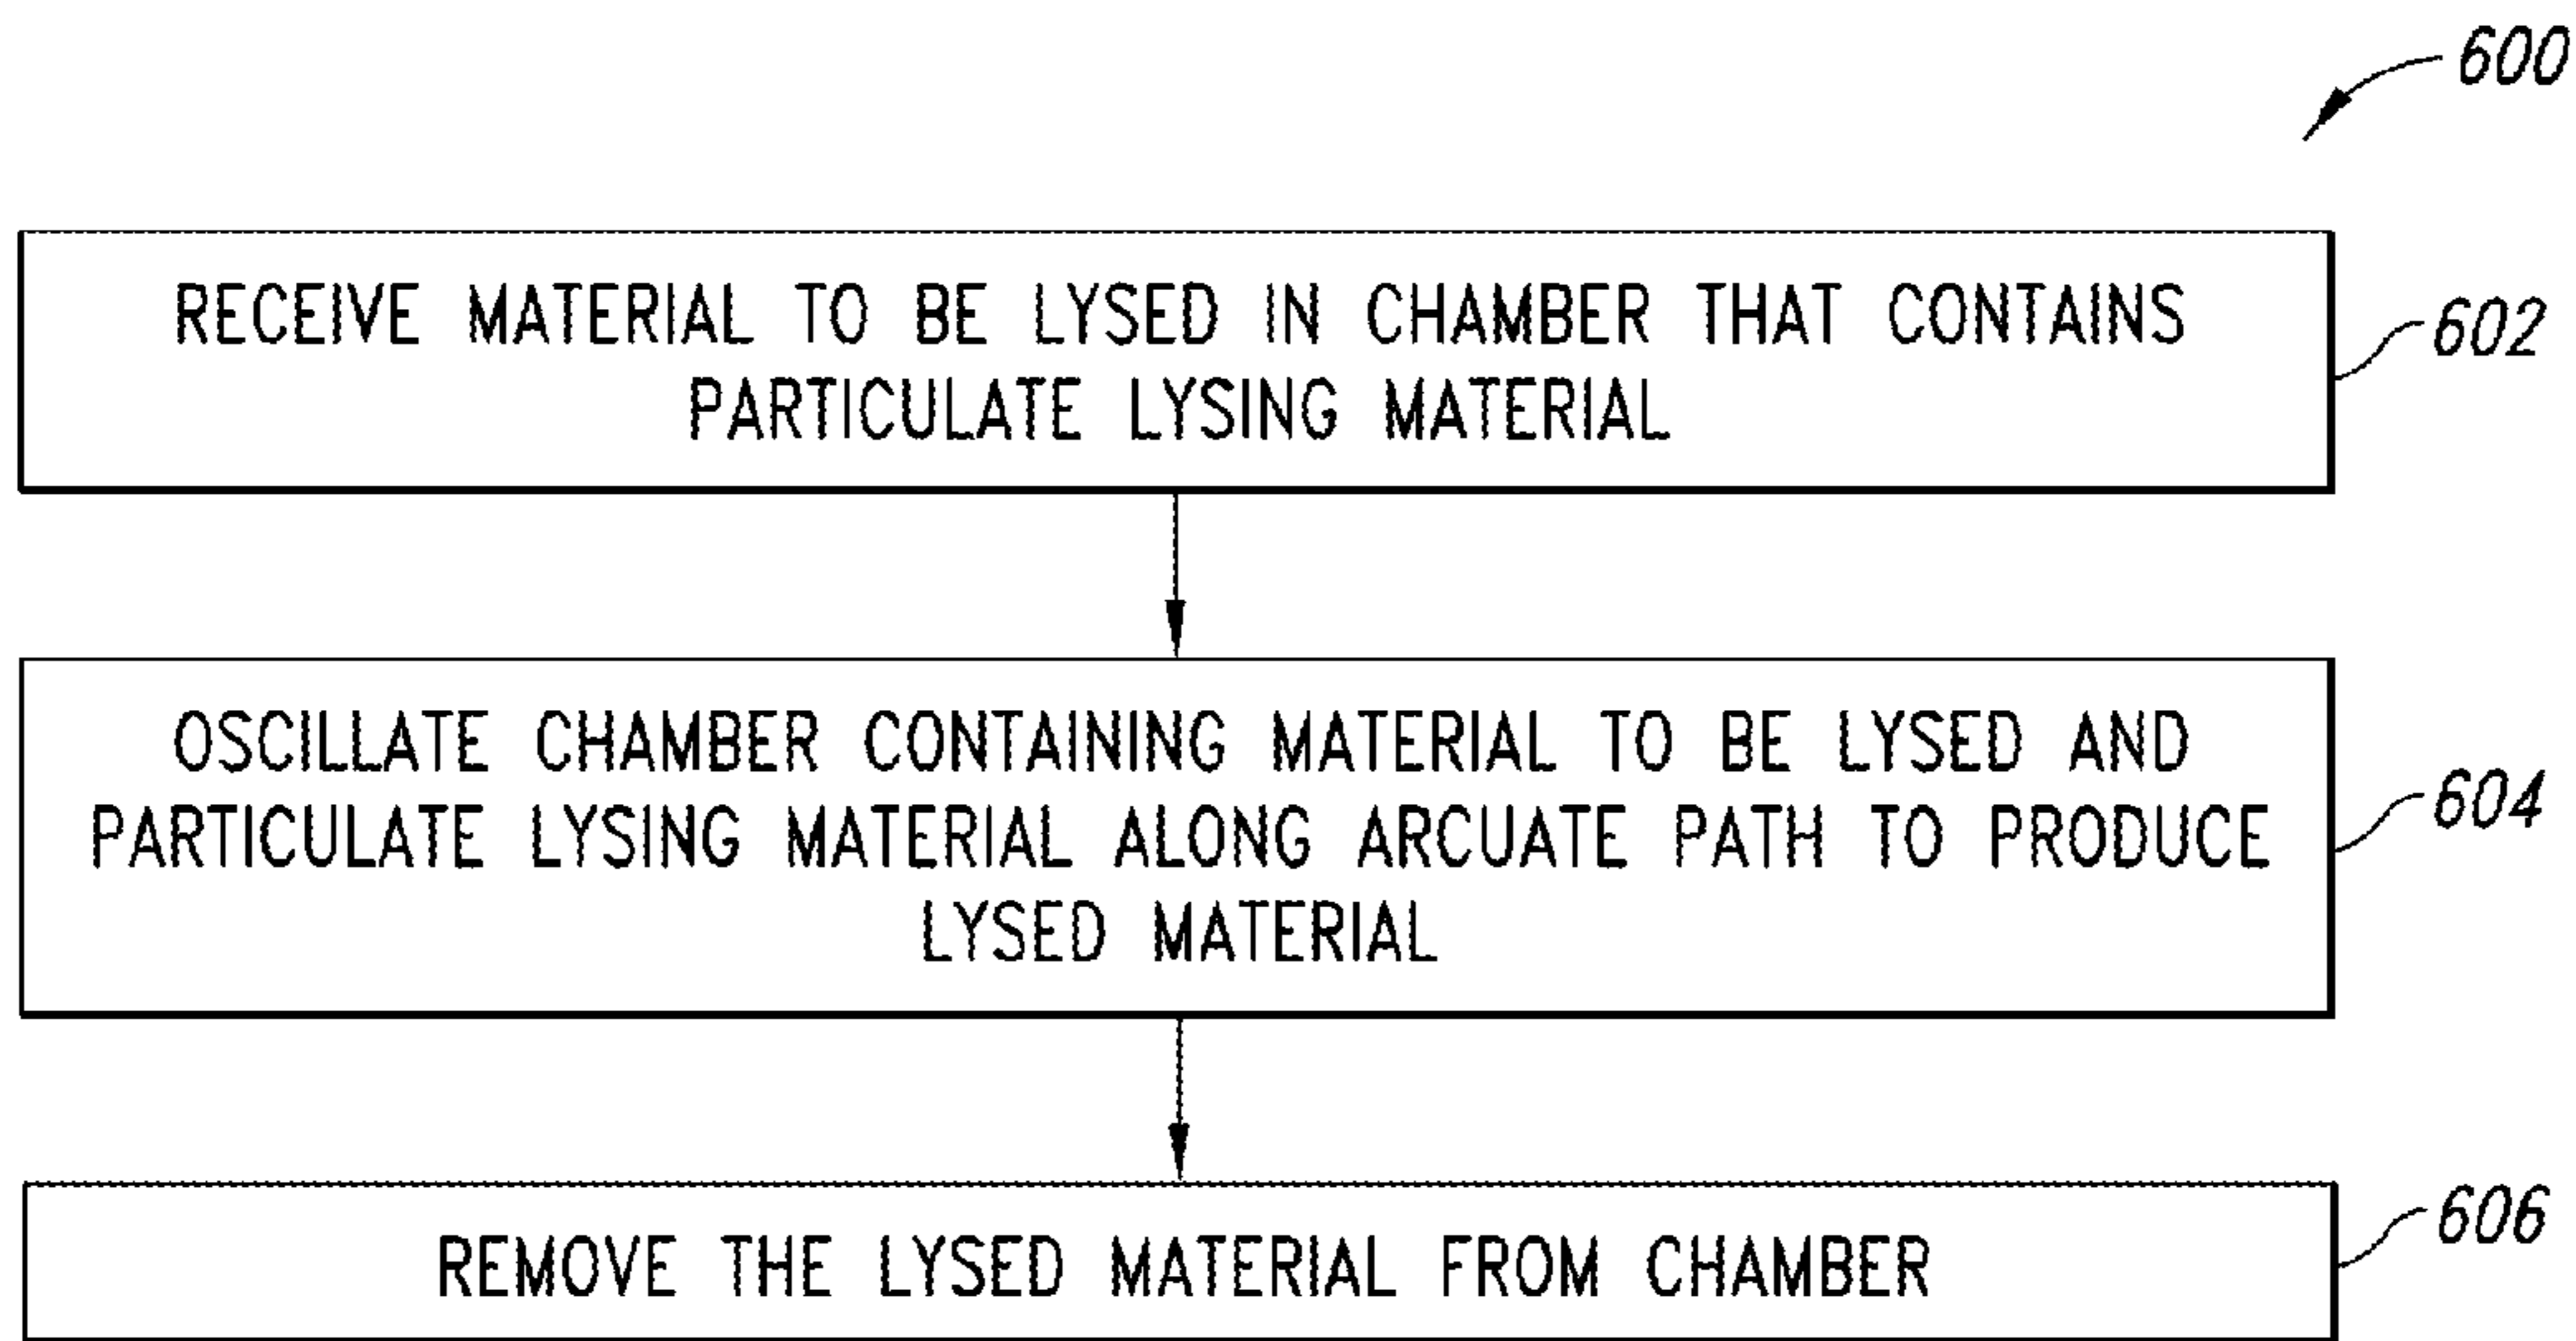 600
RECEIVE MATERIAL TO BE LYSED IN CHAMBER THAT CONTAINS
PARTICULATE LYSING MATERIAL
602
OSCILLATE CHAMBER CONTAINING MATERIAL TO BE LYSED AND
PARTICULATE LYSING MATERIAL ALONG ARCUATE PATH TO PRODUCE
LYSED MATERIAL
604
REMOVE THE LYSED MATERIAL FROM CHAMBER
606